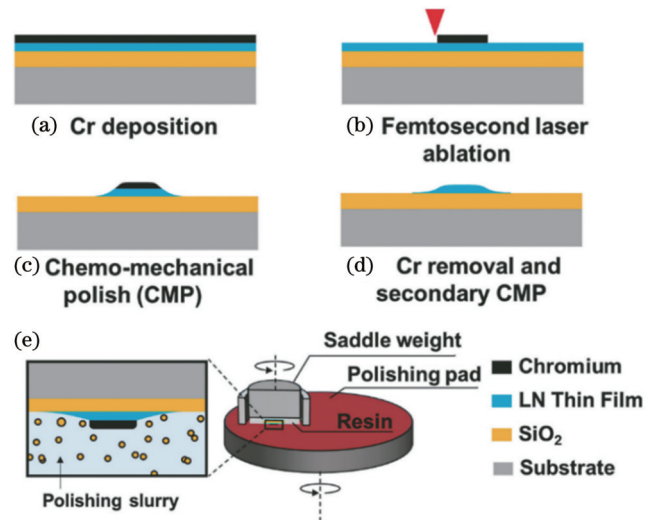 (a) Cr deposition
(b) Femtosecond laser
ablation
(c) Chemo-mechanical
polish (CMP)
(d) Cr removal and
secondary CMP
(e)
Saddle weight
Polishing pad
Resin
Polishing slurry
Chromium
LN Thin Film
SiO₂
Substrate